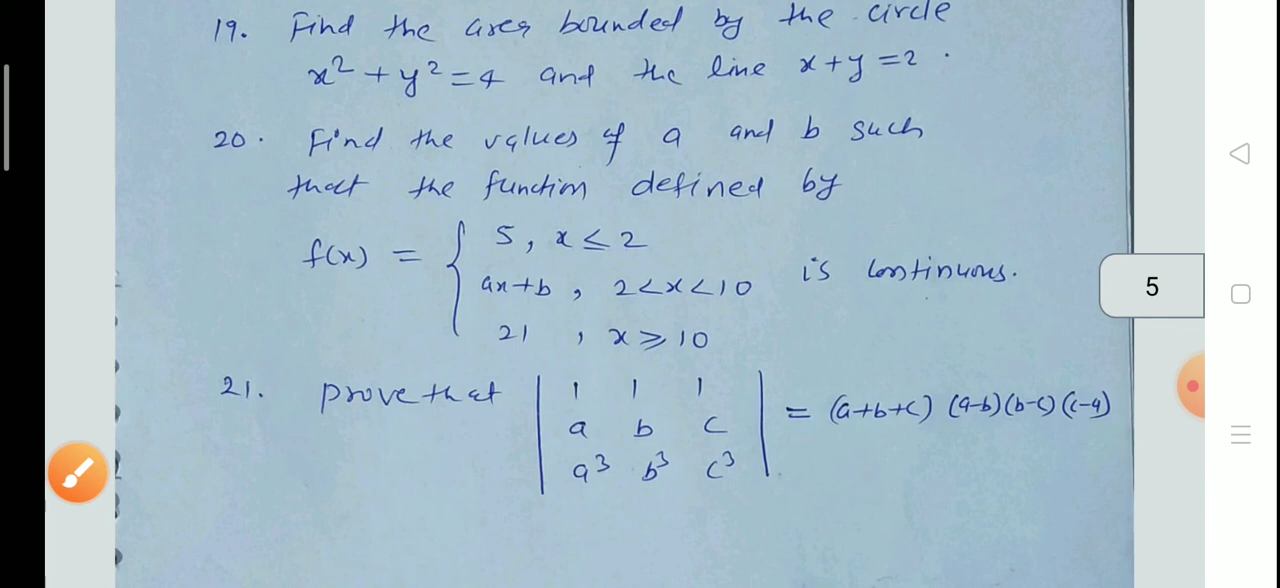 19. Find the area bounded by the circle
x² + y² = 4 and the line x + y = 2 .
20. Find the values of a and b such
that the function defined by
f(x) = { 5, x ≤ 2
ax+b, 2<x<10 is continuous.
21, x ≥ 10
5
21. prove that | 1 1 1 |
a b c = (a+b+c) (a-b)(b-c)(c-a)
a³ b³ c³